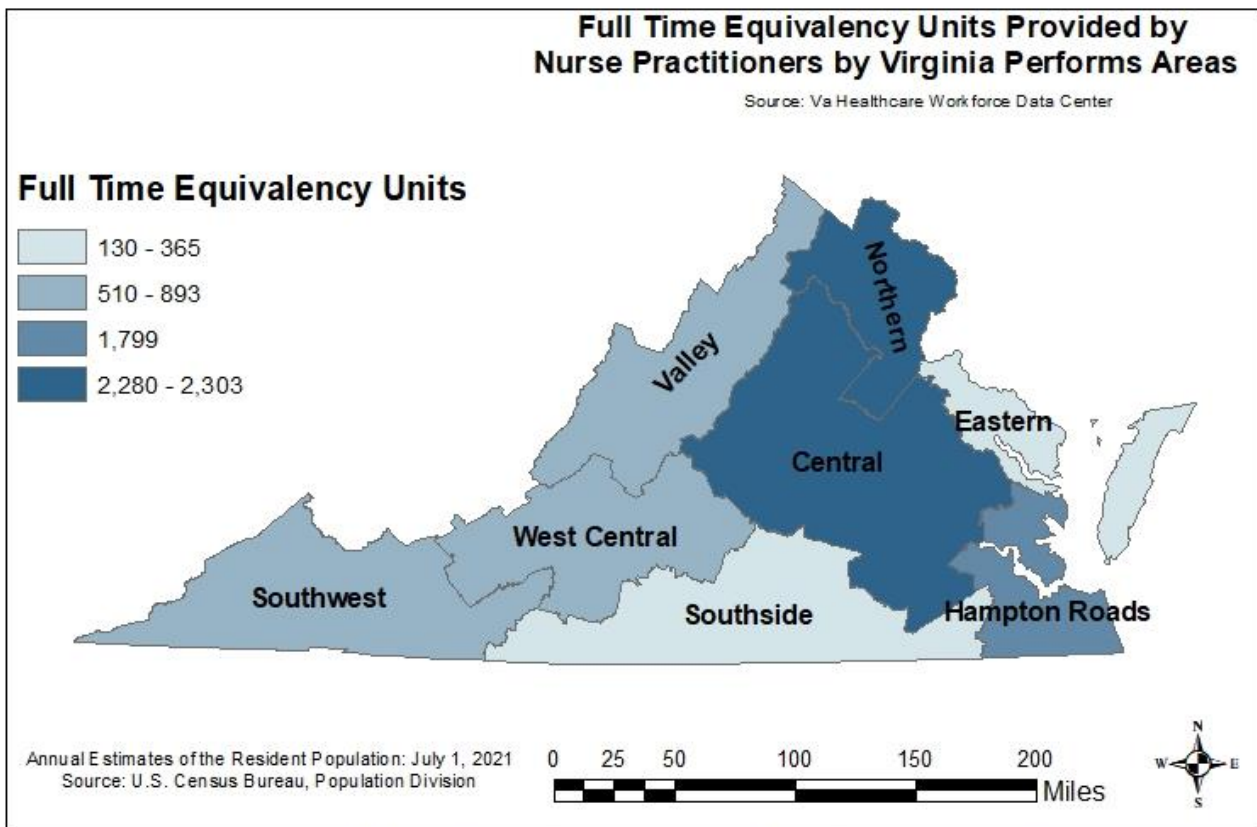 Full Time Equivalency Units Provided by
Nurse Practitioners by Virginia Performs Areas
Source: Va Healthcare Workforce Data Center
Full Time Equivalency Units
130 - 365
510 - 893
1,799
2,280 - 2,303
Northern
Valley
Eastern
Central
West Central
Southwest
Southside
Hampton Roads
Annual Estimates of the Resident Population: July 1, 2021
Source: U.S. Census Bureau, Population Division
0 25 50 100 150 200
Miles
N
W E
S